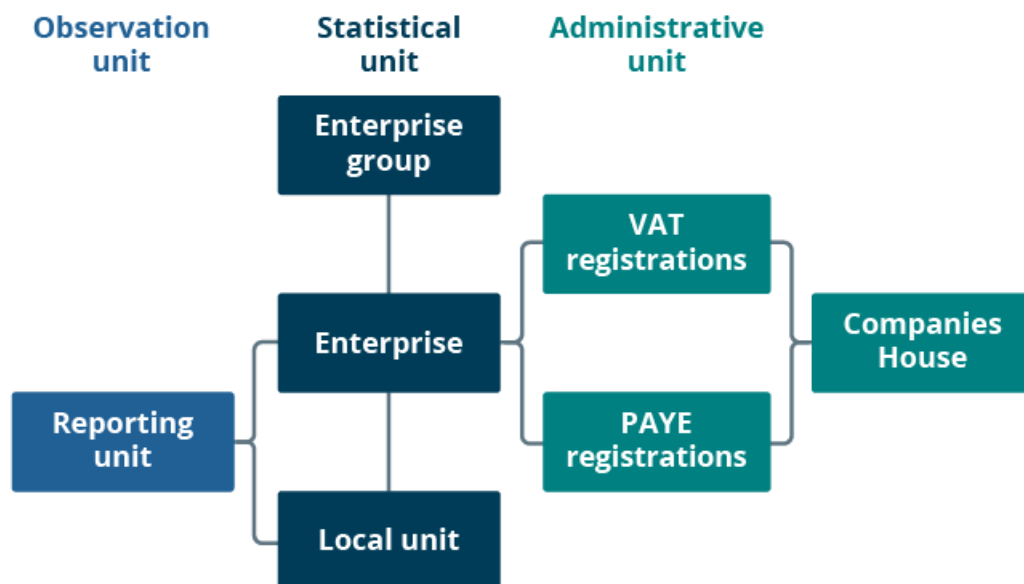 Observation
unit
Statistical
unit
Administrative
unit
Enterprise
group
VAT
registrations
Enterprise
Companies
House
Reporting
unit
PAYE
registrations
Local unit